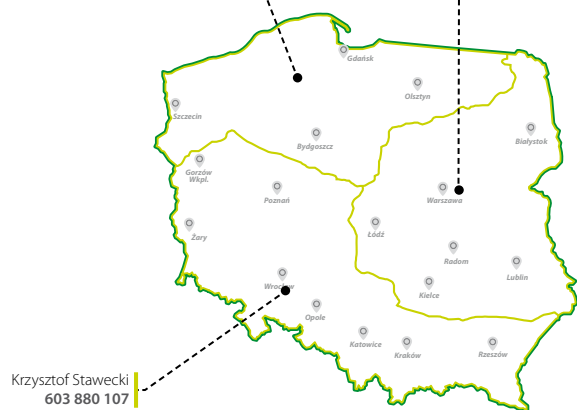 Gdańsk
Olsztyn
Szczecin
Bydgoszcz
Białystok
Gorzów
Wkpl.
Poznań
Warszawa
Żary
Łódź
Radom
Lublin
Wrocław
Kielce
Opole
Katowice
Kraków
Rzeszów
Krzysztof Stawecki
603 880 107